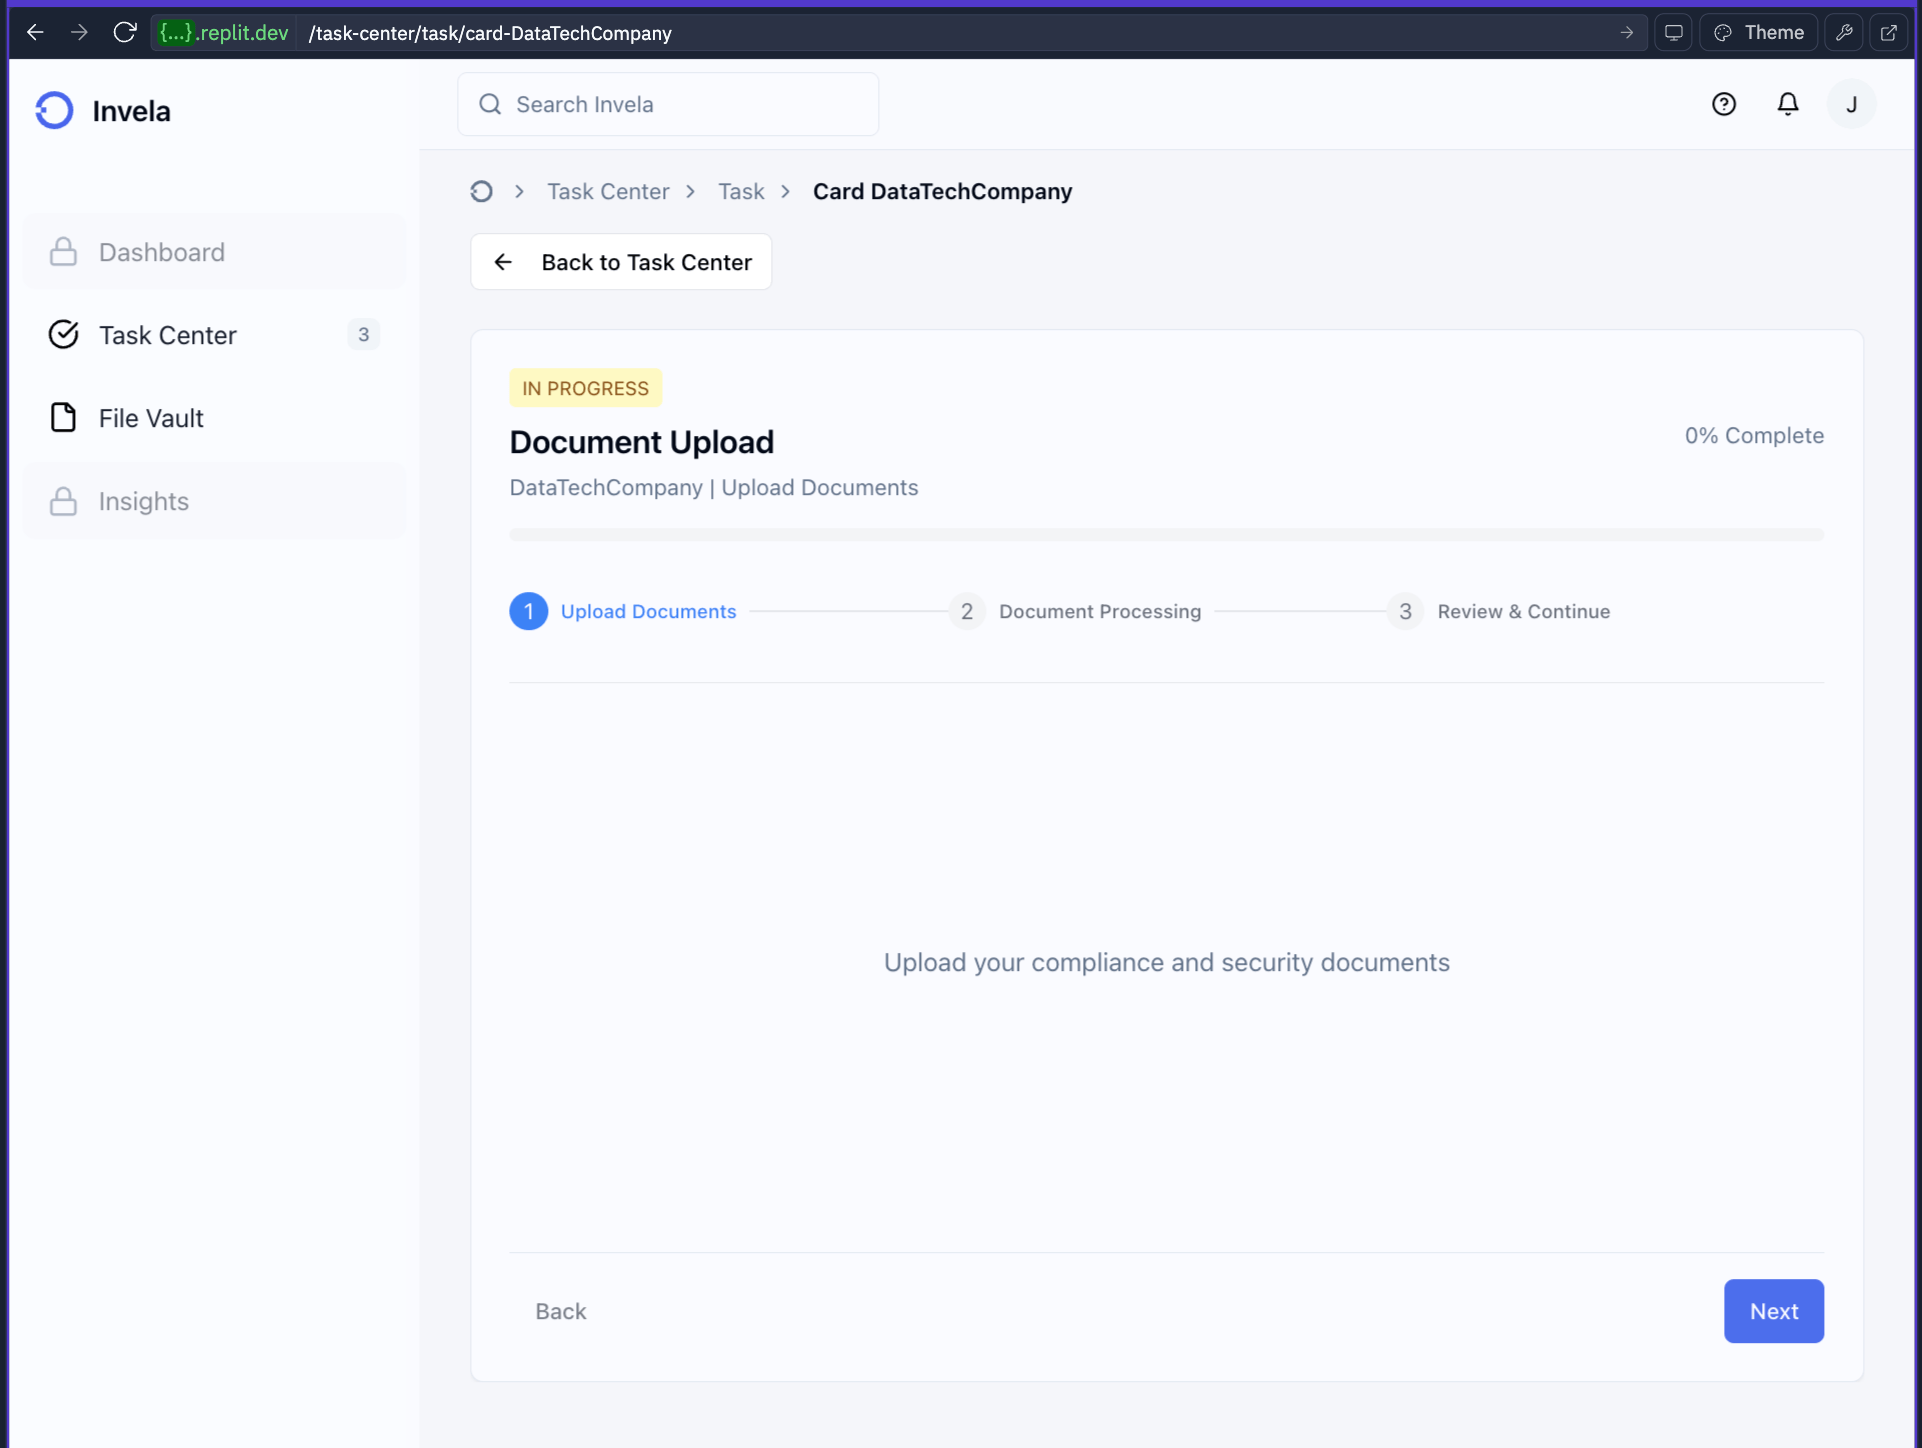 {...}.replit.dev /task-center/task/card-DataTechCompany
Theme
Invela
Search Invela
J
Dashboard
Task Center 3
File Vault
Insights
Task Center Task Card DataTechCompany
Back to Task Center
IN PROGRESS
Document Upload
0% Complete
DataTechCompany | Upload Documents
1 Upload Documents 2 Document Processing 3 Review & Continue
Upload your compliance and security documents
Back Next